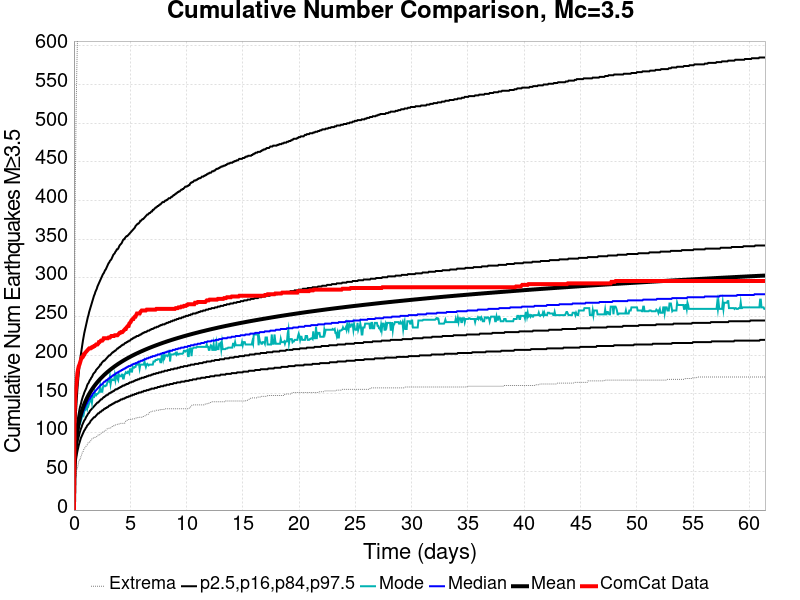 Cumulative Number Comparison, Mc=3.5
Cumulative Num Earthquakes M≥3.5
600
550
500
450
400
350
300
250
200
150
100
50
0
0 5 10 15 20 25 30 35 40 45 50 55 60
Time (days)
Extrema p2.5,p16,p84,p97.5 Mode Median Mean ComCat Data